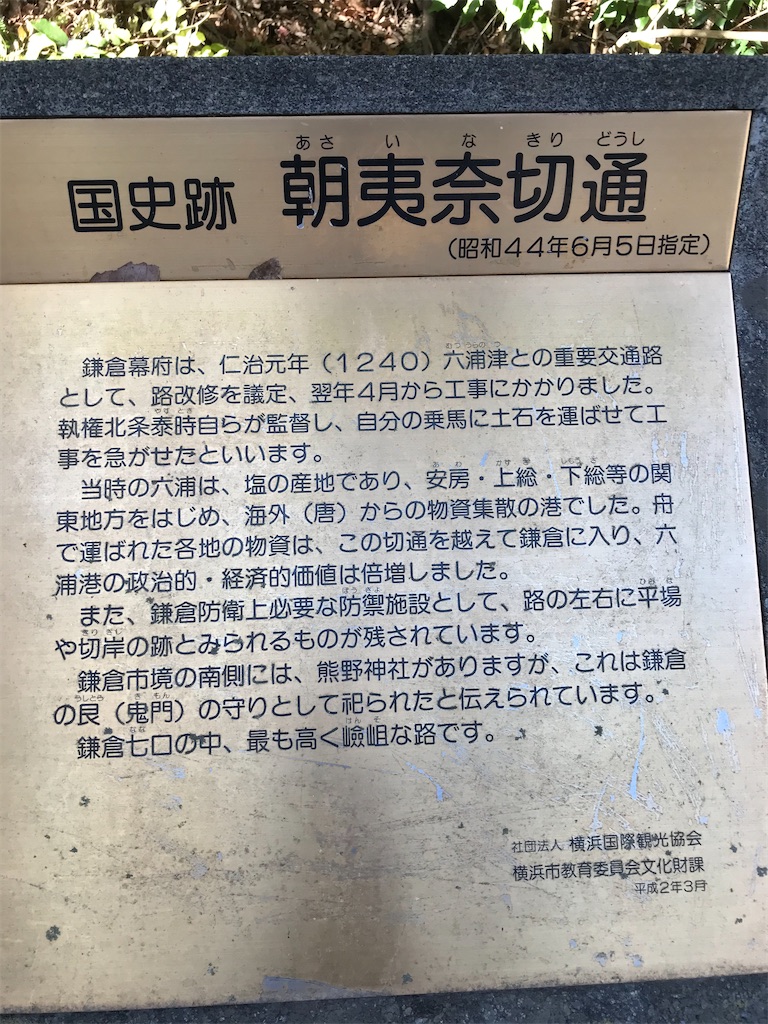 国史跡 朝夷奈切通
あさ い な きり どうし
(昭和44年6月5日指定)
鎌倉幕府は、仁治元年(1240)六浦津との重要交通路
として、路改修を議定、翌年4月から工事にかかりました。
執権北条泰時自らが監督し、自分の乗馬に土石を運ばせて工
事を急がせたといいます。
当時の六浦は、塩の産地であり、安房・上総・下総等の関
東地方をはじめ、海外(唐)からの物資集散の港でした。舟
で運ばれた各地の物資は、この切通を越えて鎌倉に入り、六
浦港の政治的・経済的価値は倍増しました。
また、鎌倉防衛上必要な防禦施設として、路の左右に平場
や切岸の跡とみられるものが残されています。
鎌倉市境の南側には、熊野神社がありますが、これは鎌倉
の艮(鬼門)の守りとして祀られたと伝えられています。
鎌倉七口の中、最も高く嶮岨な路です。
社団法人 横浜国際観光協会
横浜市教育委員会文化財課
平成2年3月